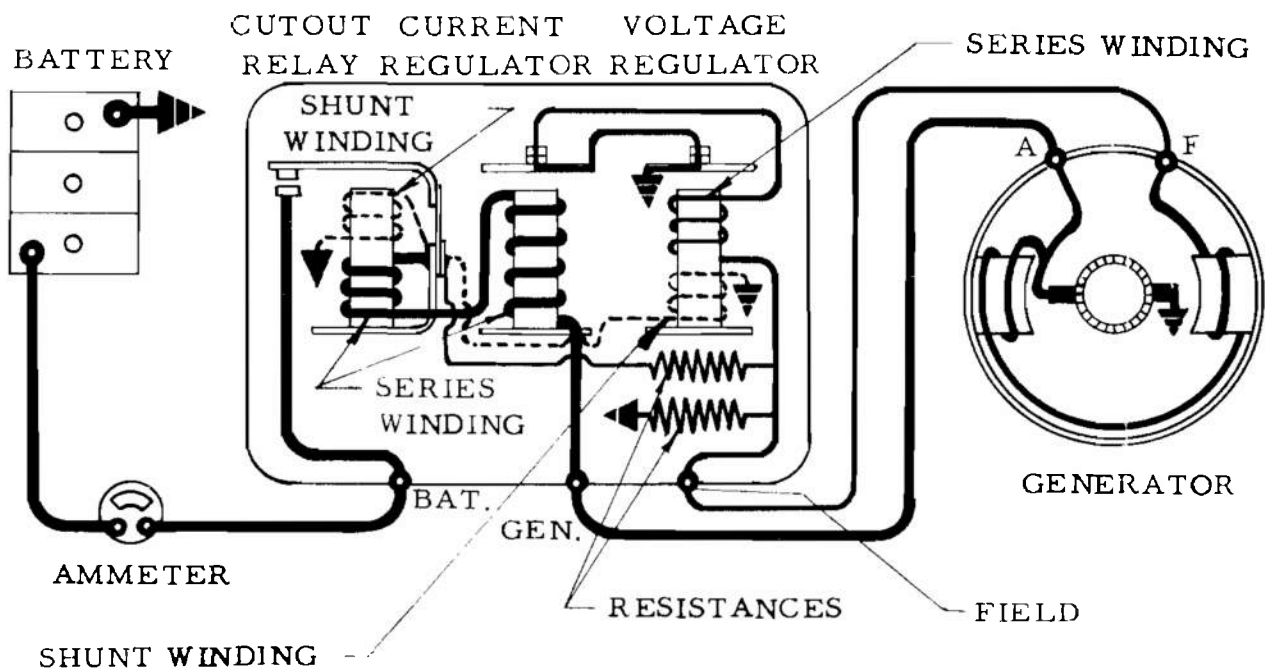 BATTERY
CUTOUT CURRENT VOLTAGE
RELAY REGULATOR REGULATOR
SERIES WINDING
SHUNT
WINDING
A
F
SERIES
WINDING
BAT.
GEN.
GENERATOR
AMMETER
RESISTANCES
FIELD
SHUNT WINDING